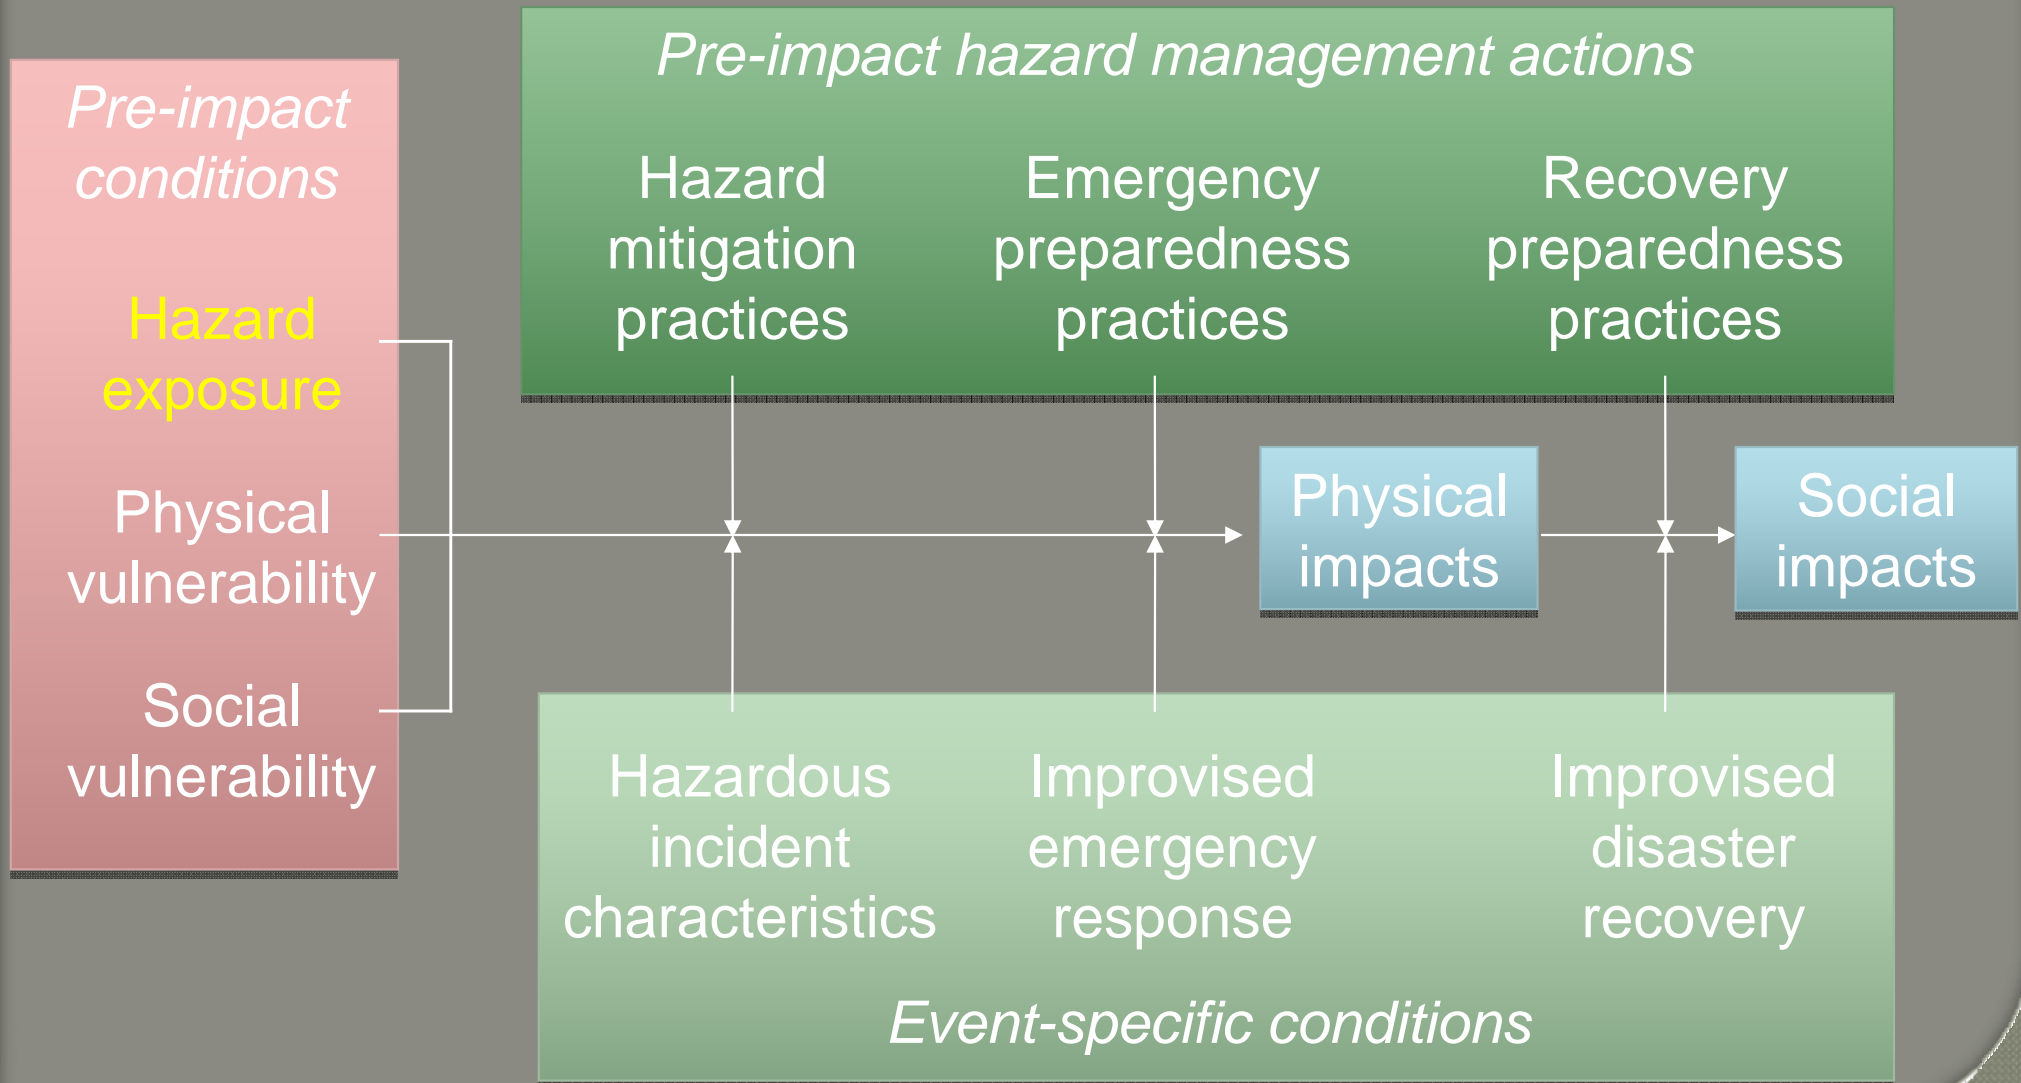 Pre-impact
conditions
Hazard
exposure
Physical
vulnerability
Social
vulnerability
Pre-impact hazard management actions
Hazard
mitigation
practices
Emergency
preparedness
practices
Recovery
preparedness
practices
Physical
impacts
Social
impacts
Hazardous
incident
characteristics
Improvised
emergency
response
Improvised
disaster
recovery
Event-specific conditions